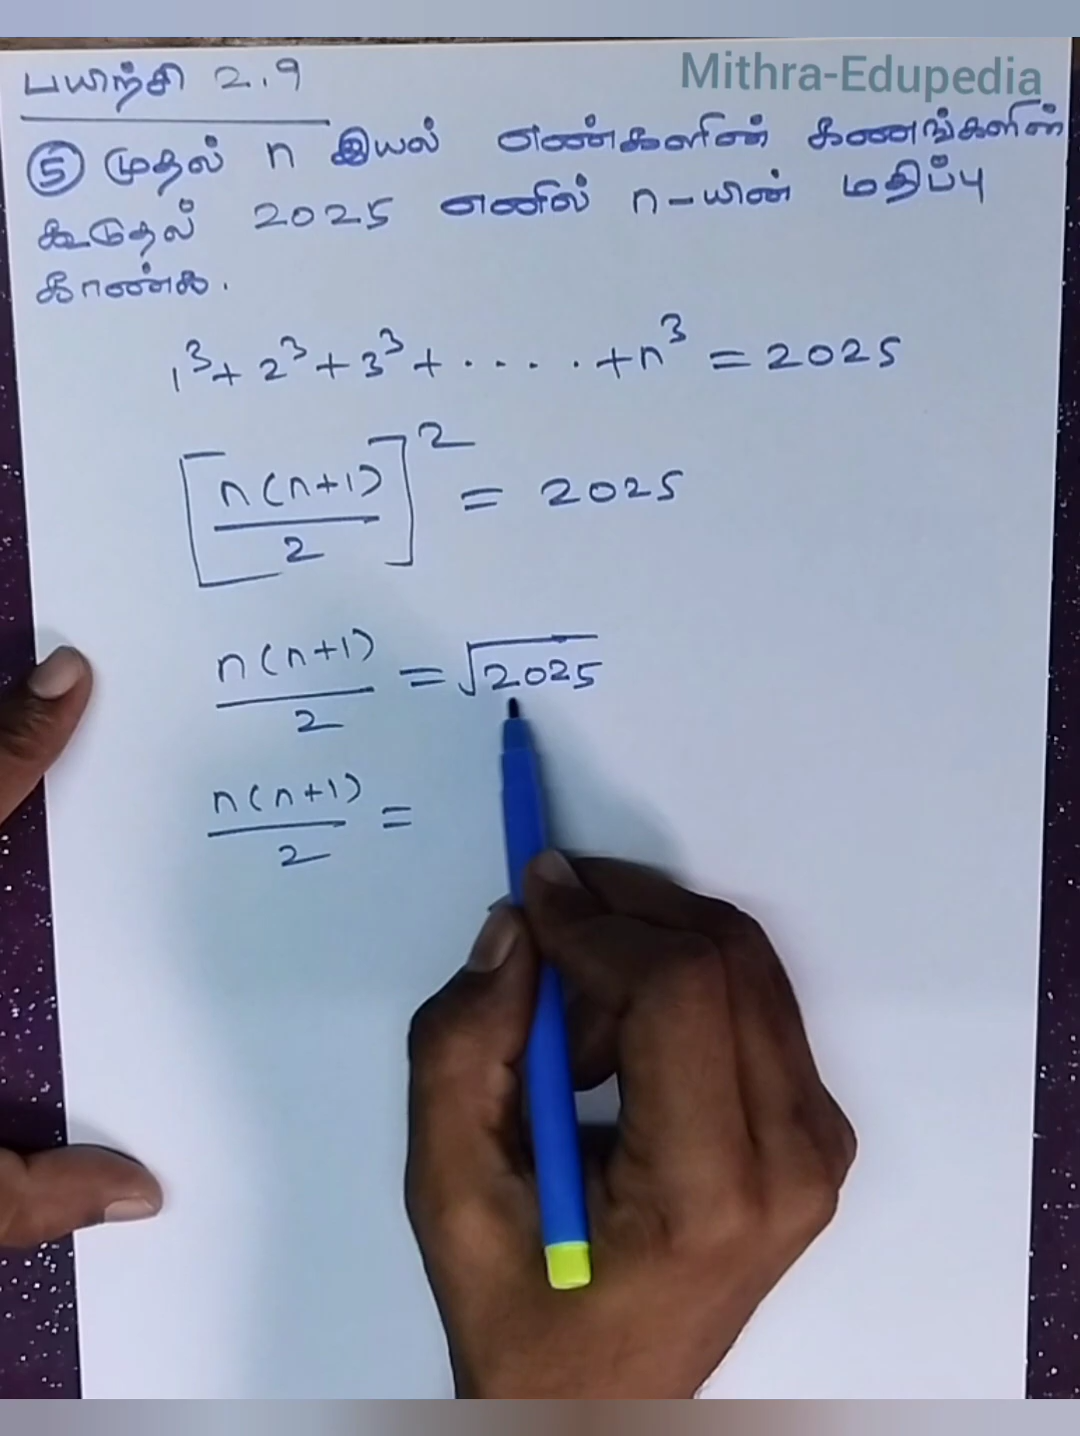 Mithra-Edupedia
பயிற்சி 2.9
⑤ முதல் n இயல் எண்களின் கணங்களின்
கூடுதல் 2025 எனில் n-யின் மதிப்பு
காண்க.
1³+2³+3³+.....+n³=2025
[n(n+1)/2]² = 2025
n(n+1)/2 = √2025
n(n+1)/2 =